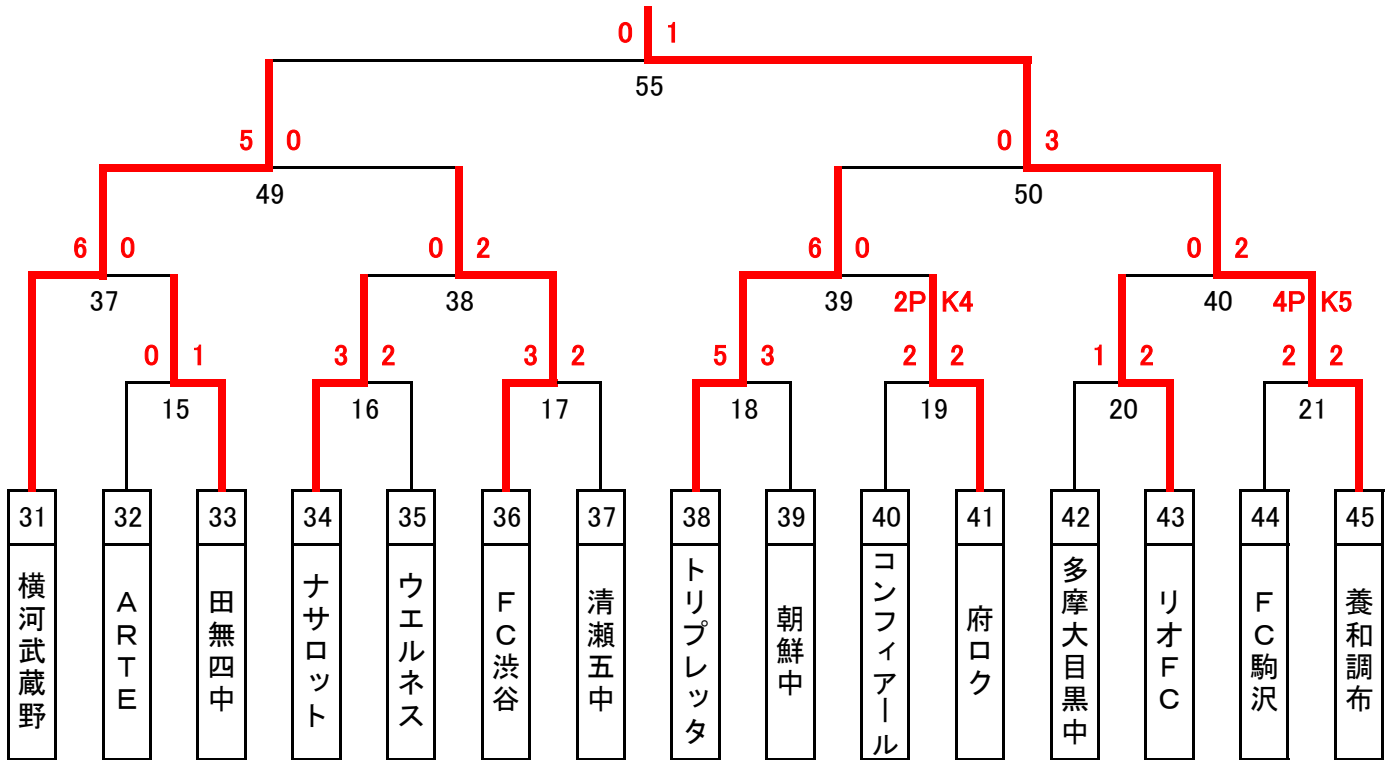 0 1
55
5 0
0 3
49
50
6 0
0 2
6 0
0 2
37
38
39
40
2PK4
4PK5
0 1
3 2
3 2
5 3
2 2
1 2
2 2
15
16
17
18
19
20
21
31
32
33
34
35
36
37
38
39
40
41
42
43
44
45
横河武蔵野
ARTE
田無四中
ナサロット
ウエルネス
FC渋谷
清瀬五中
トリプレッタ
朝鮮中
コンフィアール
府ロク
多摩大目黒中
リオFC
FC駒沢
養和調布